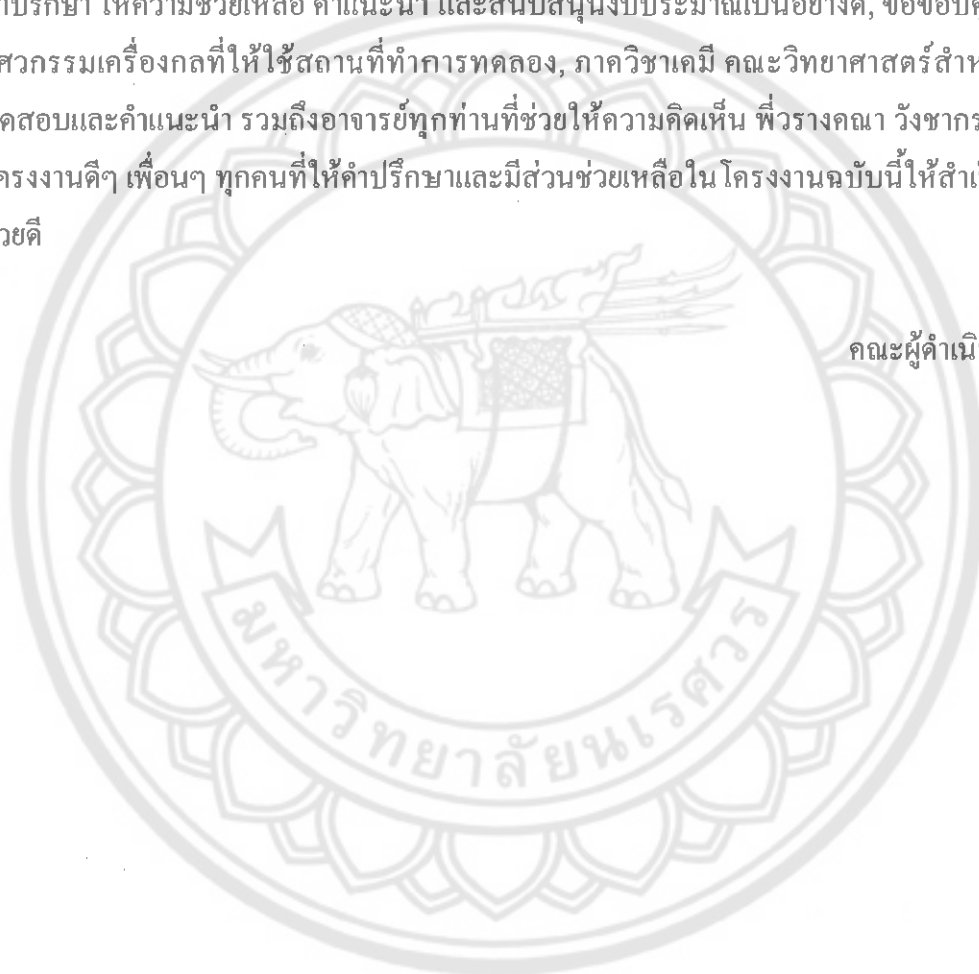 าปรึกษา ให้ความช่วยเหลือ คำแนะนำ และสนับสนุนงบประมาณเป็นอย่างดี, ขอขอบค
ศวกรรมเครื่องกลที่ให้ใช้สถานที่ทำการทดลอง, ภาควิชาเคมี คณะวิทยาศาสตร์สำห
ดสอบและคำแนะนำ รวมถึงอาจารย์ทุกท่านที่ช่วยให้ความคิดเห็น พี่วรางคณา วังชากร
ครงงานดีๆ เพื่อนๆ ทุกคนที่ให้คำปรึกษาและมีส่วนช่วยเหลือในโครงงานฉบับนี้ให้สำเ
วยดี
คณะผู้ดำเนิ
มหาวิทยาลัยนเรศวร